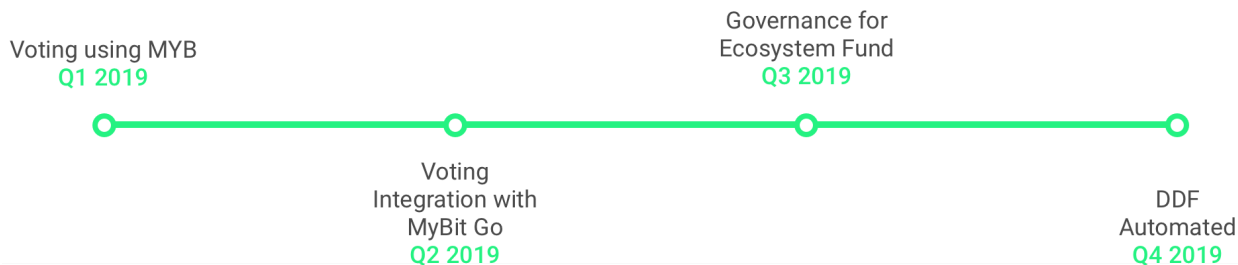 Voting using MYB
Q1 2019
Voting
Integration with
MyBit Go
Q2 2019
Governance for
Ecosystem Fund
Q3 2019
DDF
Automated
Q4 2019